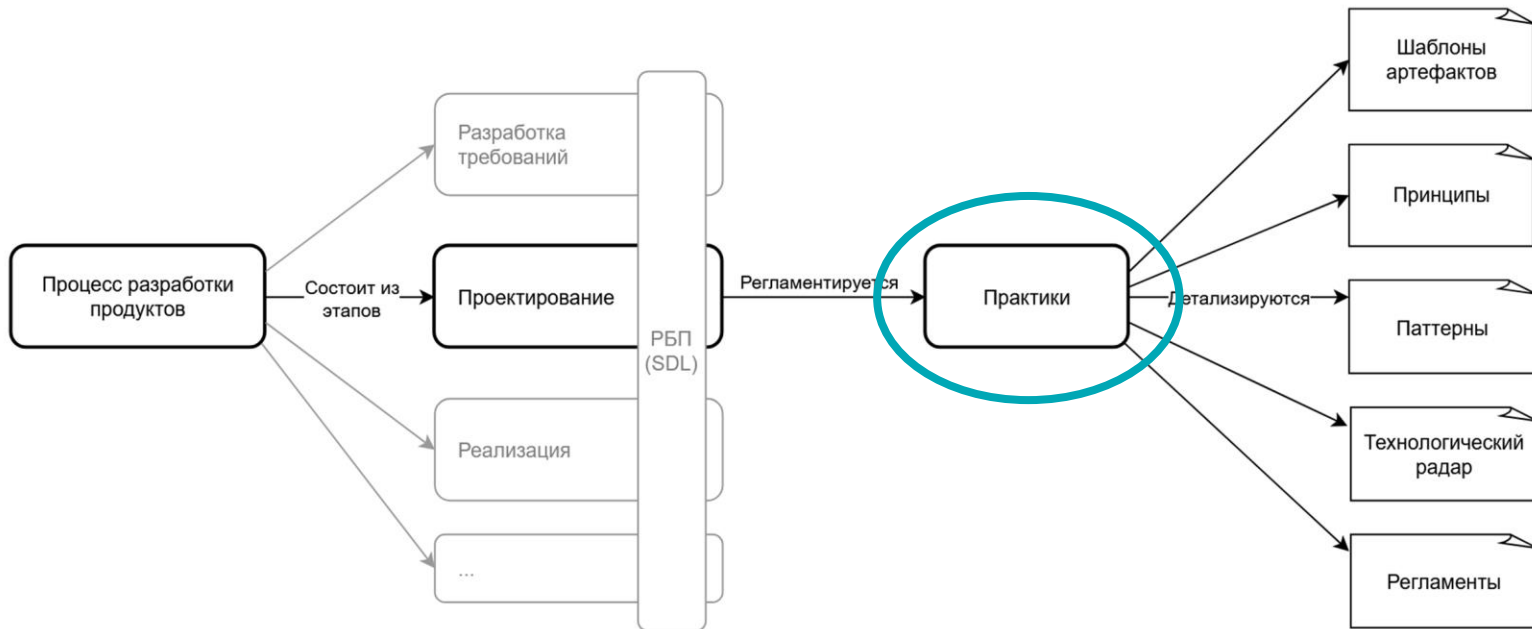 Процесс разработки
продуктов
Состоит из
этапов
Разработка
требований
Проектирование
Реализация
...
РБП
(SDL)
Регламентируется
Практики
Детализируются
Шаблоны
артефактов
Принципы
Паттерны
Технологический
радар
Регламенты